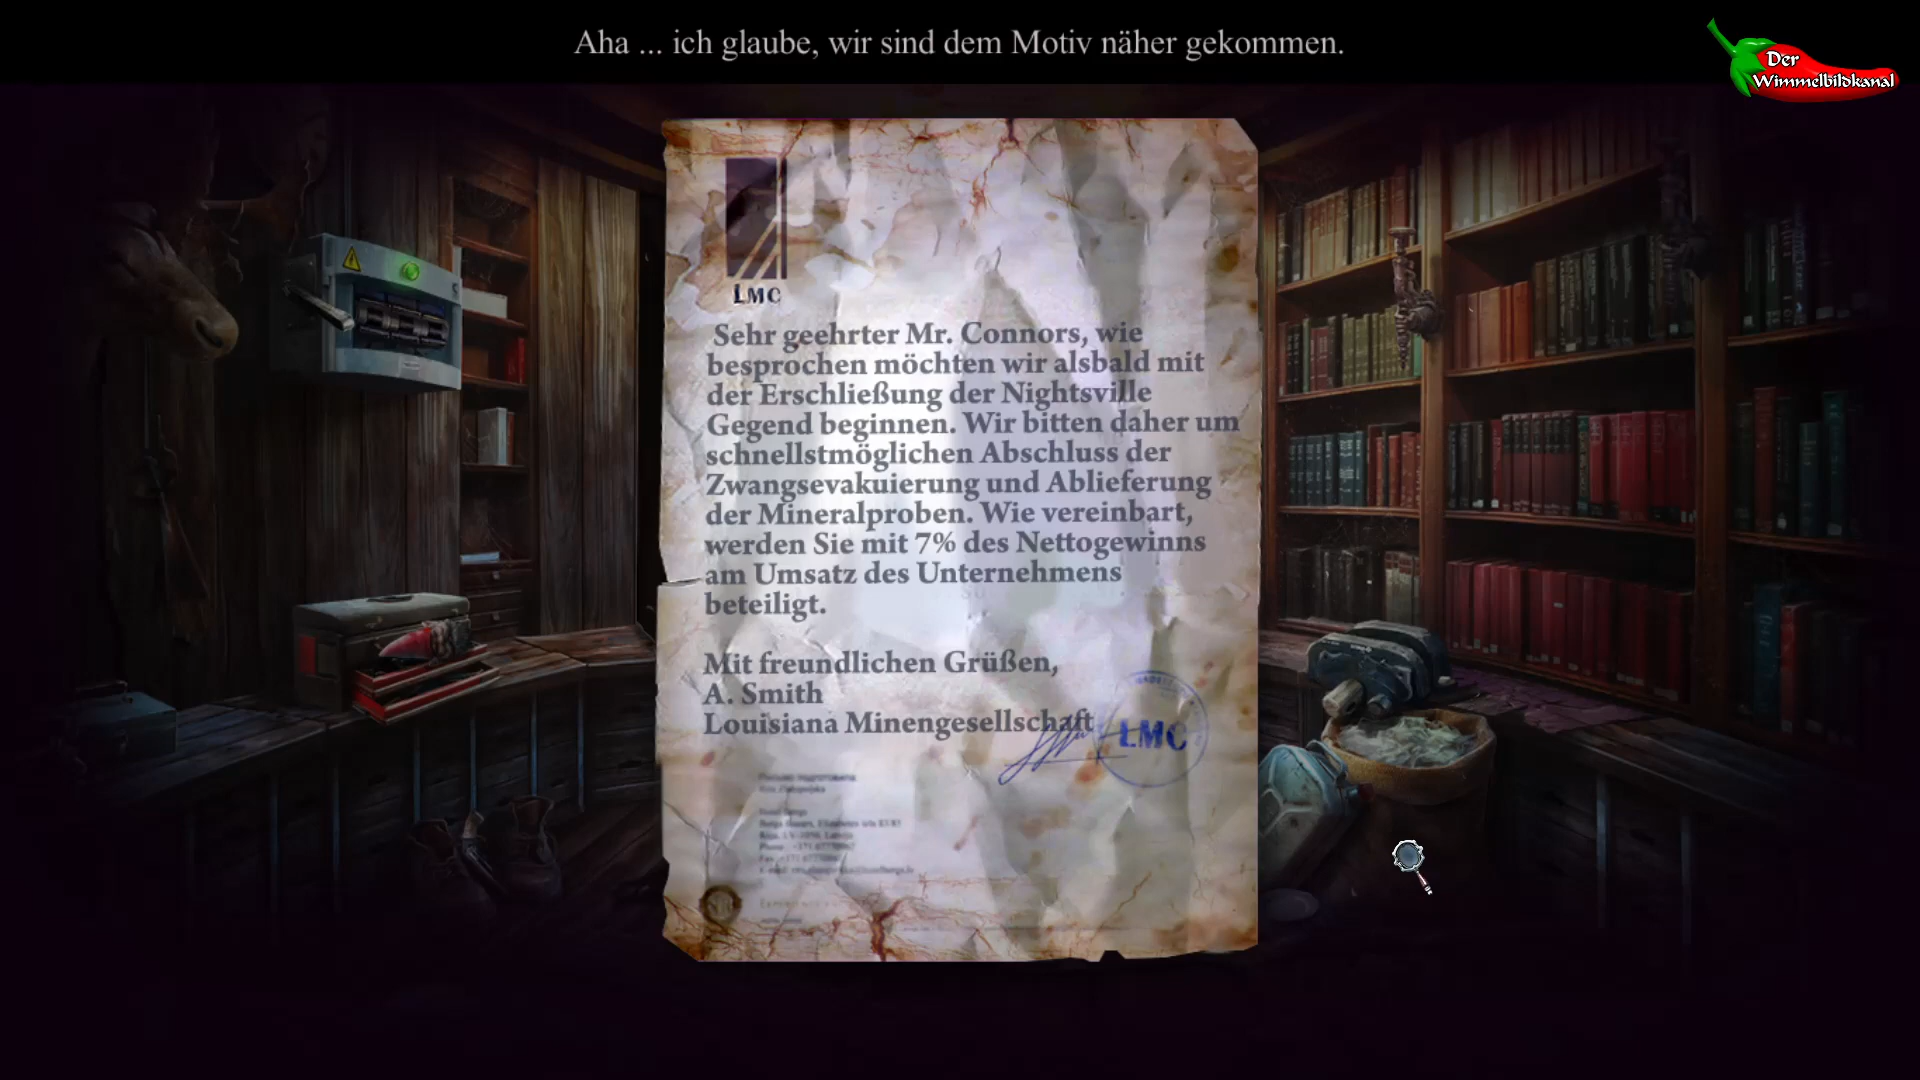 Aha ... ich glaube, wir sind dem Motiv näher gekommen.
Der
Wimmelbildkanal
LMC
Sehr geehrter Mr. Connors, wie
besprochen möchten wir alsbald mit
der Erschließung der Nightsville
Gegend beginnen. Wir bitten daher um
schnellstmöglichen Abschluss der
Zwangsevakuierung und Ablieferung
der Mineralproben. Wie vereinbart,
werden Sie mit 7% des Nettogewinns
am Umsatz des Unternehmens
beteiligt.
Mit freundlichen Grüßen,
A. Smith
Louisiana Minengesellschaft
LMC